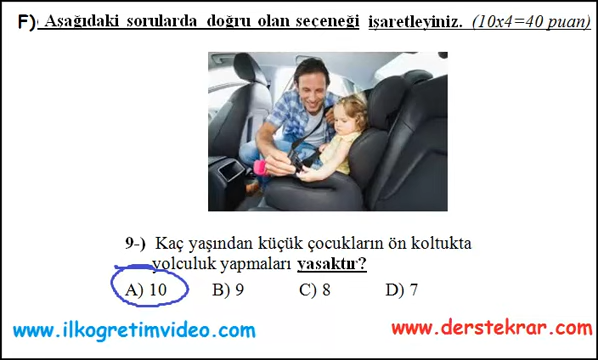 F) Aşağıdaki sorularda doğru olan seçeneği işaretleyiniz. (10x4=40 puan)
9-) Kaç yaşından küçük çocukların ön koltukta
yolculuk yapmaları yasaktır?
A) 10 B) 9 C) 8 D) 7
www.ilkogretimvideo.com www.derstekrar.com